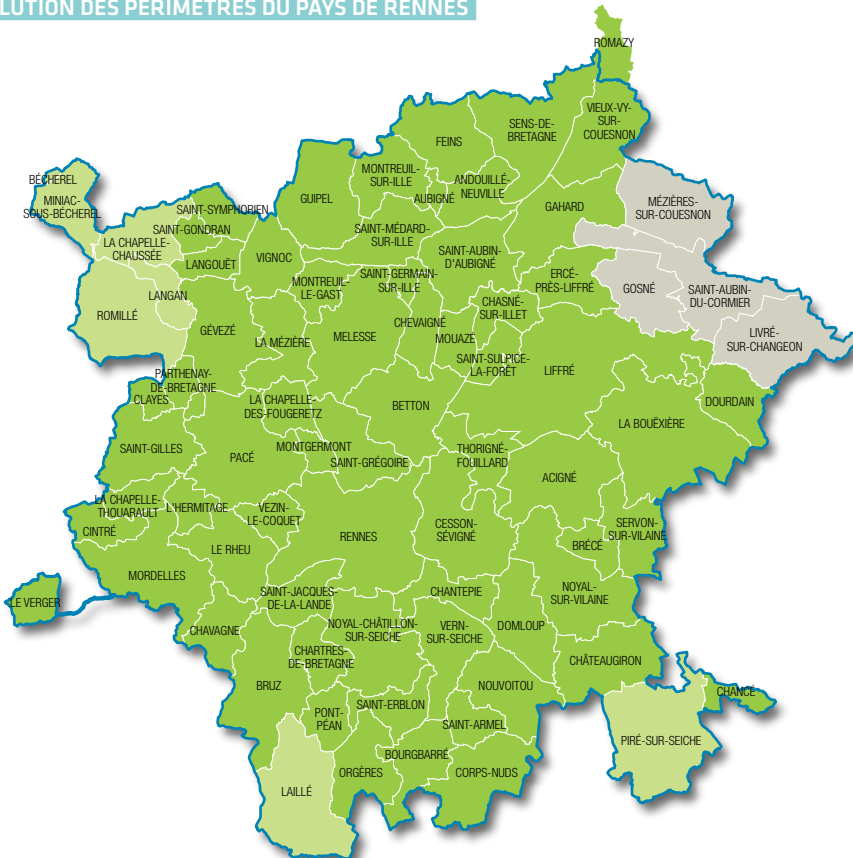 LUTION DES PÉRIMÈTRES DU PAYS DE RENNES
ROMAZY
VIEUX-VY-
SUR-
COUESNON
SENS-DE-
BRETAGNE
FEINS
MONTREUIL-
SUR-ILLE
ANDOUILLÉ-
NEUVILLE
AUBIGNÉ
GUIPEL
GAHARD
MÉZIÈRES-
SUR-COUESNON
BÉCHEREL
MINIAC-
SOUS-BÉCHEREL
SAINT-SYMPHORIEN
SAINT-GONDRAN
LA CHAPELLE-
CHAUSSÉE
LANGOUËT
VIGNOC
SAINT-MÉDARD-
SUR-ILLE
SAINT-AUBIN-
D'AUBIGNÉ
ERCÉ-
PRÈS-LIFFRÉ
GOSNÉ
SAINT-AUBIN-
DU-CORMIER
LIVRÉ-
SUR-CHANGEON
ROMILLÉ
LANGAN
GÉVEZÉ
MONTREUIL-
LE-GAST
SAINT-GERMAIN-
SUR-ILLE
CHASNÉ-
SUR-ILLET
CHEVAIGNÉ
MOUAZÉ
LA MÉZIÈRE
MELESSE
SAINT-SULPICE-
LA-FORÊT
LIFFRÉ
PARTHENAY-
DE-BRETAGNE
CLAYES
LA CHAPELLE-
DES-FOUGERETZ
BETTON
DOURDAIN
LA BOUËXIÈRE
SAINT-GILLES
PACÉ
MONTGERMONT
SAINT-GRÉGOIRE
THORIGNÉ-
FOUILLARD
ACIGNÉ
LA CHAPELLE-
THOUARAULT
L'HERMITAGE
VEZIN-
LE-COQUET
CINTRÉ
LE RHEU
RENNES
CESSON-
SÉVIGNÉ
BRÉCÉ
SERVON-
SUR-VILAINE
MORDELLES
LE VERGER
SAINT-JACQUES-
DE-LA-LANDE
CHANTEPIE
NOYAL-
SUR-VILAINE
CHAVAGNE
NOYAL-CHÂTILLON-
SUR-SEICHE
VERN-
SUR-SEICHE
DOMLOUP
CHARTRES-
DE-BRETAGNE
CHÂTEAUGIRON
BRUZ
NOUVOITOU
CHANCÉ
PONT-
PÉAN
SAINT-ERBLON
SAINT-ARMEL
PIRÉ-SUR-SEICHE
BOURGBARRÉ
ORGÈRES
CORPS-NUDS
LAILLÉ